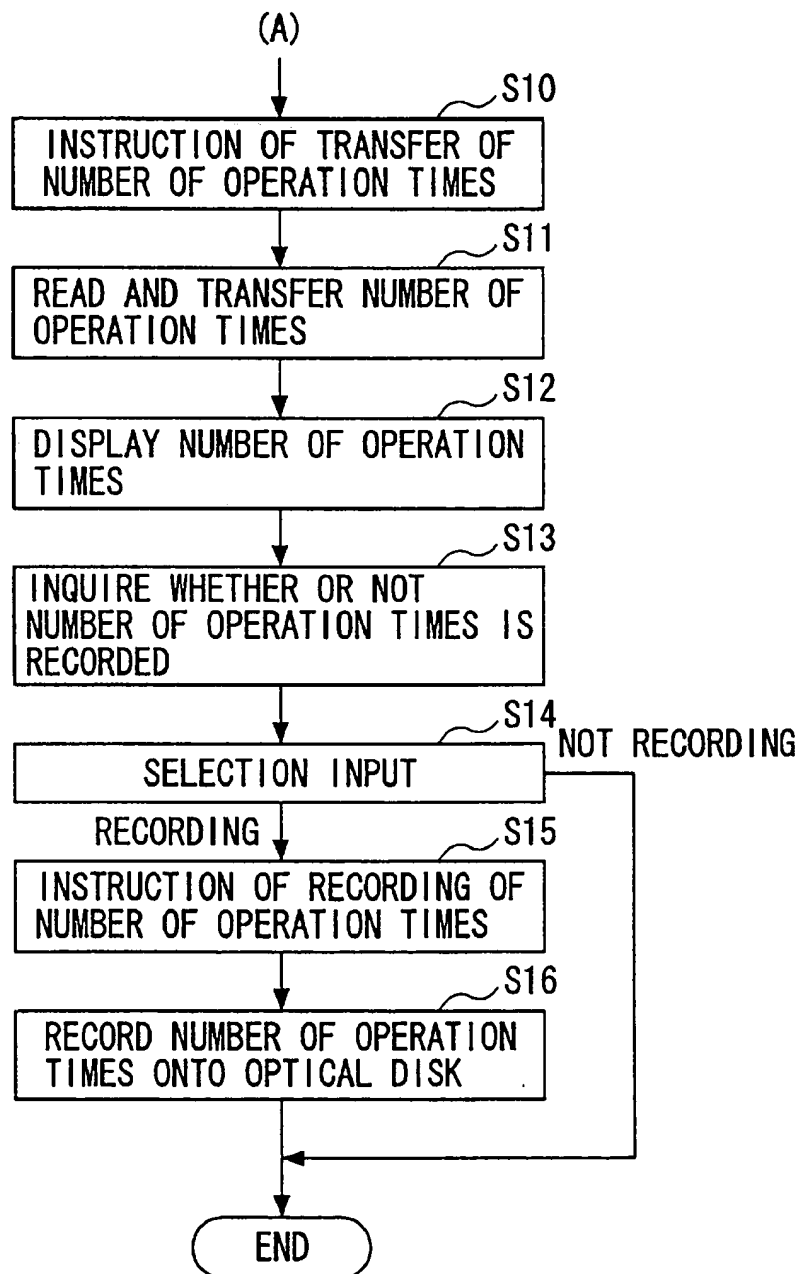 (A)
S10
INSTRUCTION OF TRANSFER OF
NUMBER OF OPERATION TIMES
S11
READ AND TRANSFER NUMBER OF
OPERATION TIMES
S12
DISPLAY NUMBER OF OPERATION
TIMES
S13
INQUIRE WHETHER OR NOT
NUMBER OF OPERATION TIMES IS
RECORDED
S14
NOT RECORDING
SELECTION INPUT
RECORDING
S15
INSTRUCTION OF RECORDING OF
NUMBER OF OPERATION TIMES
S16
RECORD NUMBER OF OPERATION
TIMES ONTO OPTICAL DISK
END